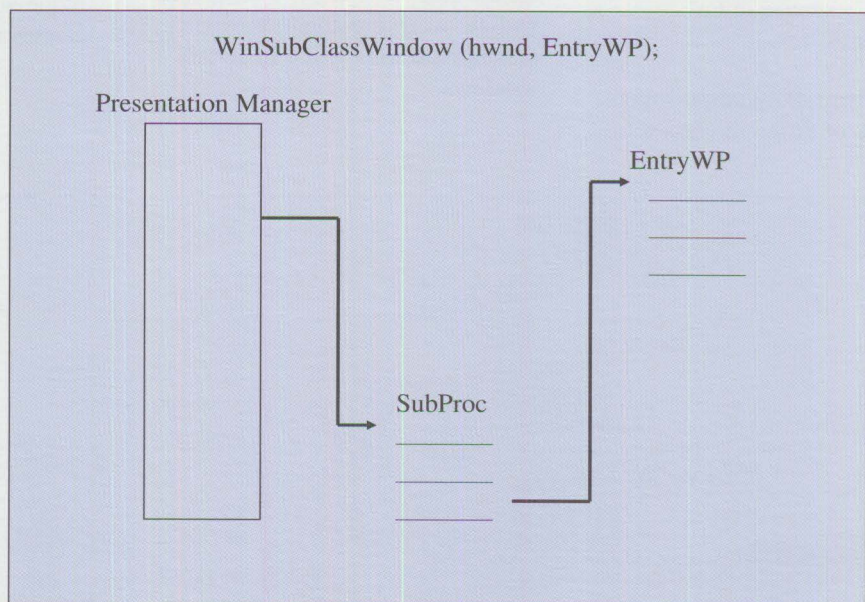 WinSubClassWindow (hwnd, EntryWP);
Presentation Manager
EntryWP
SubProc